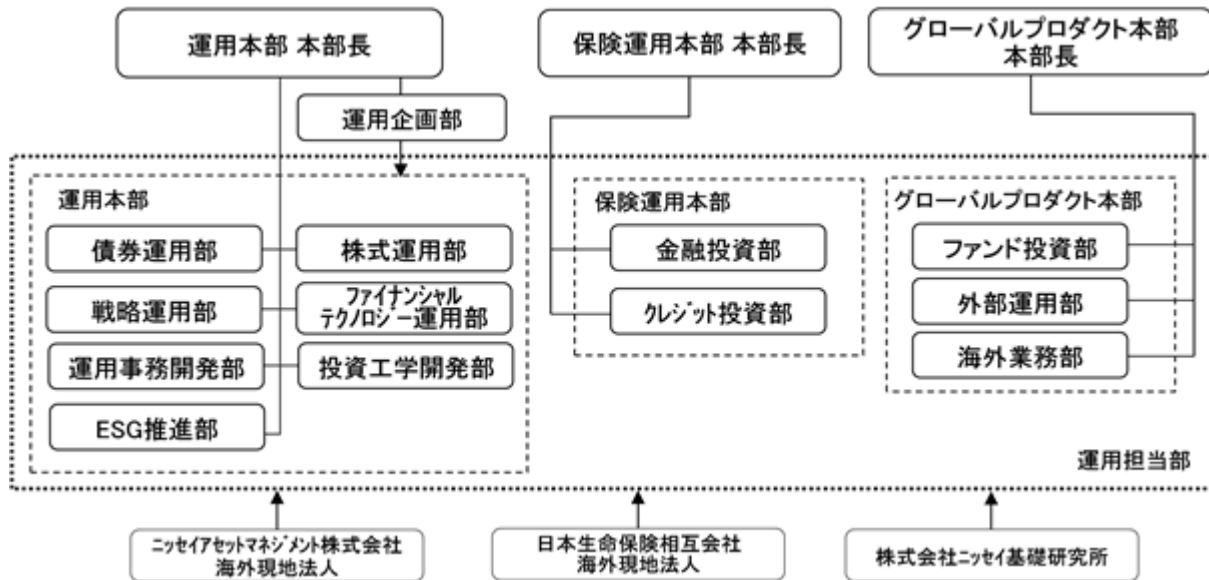 運用本部 本部長
保険運用本部 本部長
グローバルプロダクト本部
本部長
運用企画部
運用本部
債券運用部
株式運用部
戦略運用部
ファイナンシャル
テクノロジー運用部
運用事務開発部
投資工学開発部
ESG推進部
保険運用本部
金融投資部
クレジット投資部
グローバルプロダクト本部
ファンド投資部
外部運用部
海外業務部
運用担当部
ニッセイアセットマネジメント株式会社
海外現地法人
日本生命保険相互会社
海外現地法人
株式会社ニッセイ基礎研究所